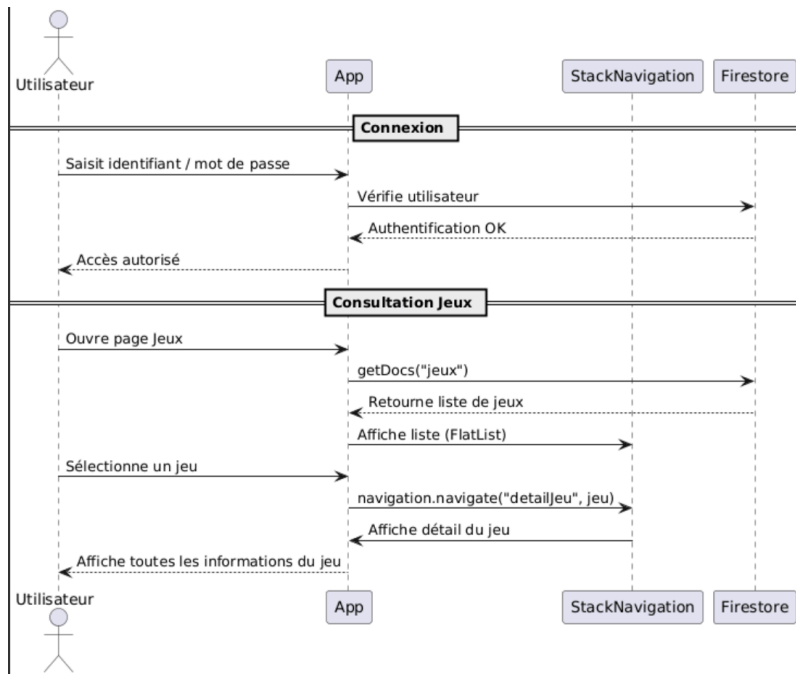 Utilisateur
App
StackNavigation
Firestore
Connexion
Saisit identifiant / mot de passe
Vérifie utilisateur
Authentification OK
Accès autorisé
Consultation Jeux
Ouvre page Jeux
getDocs("jeux")
Retourne liste de jeux
Affiche liste (FlatList)
Sélectionne un jeu
navigation.navigate("detailJeu", jeu)
Affiche détail du jeu
Affiche toutes les informations du jeu
Utilisateur
App
StackNavigation
Firestore